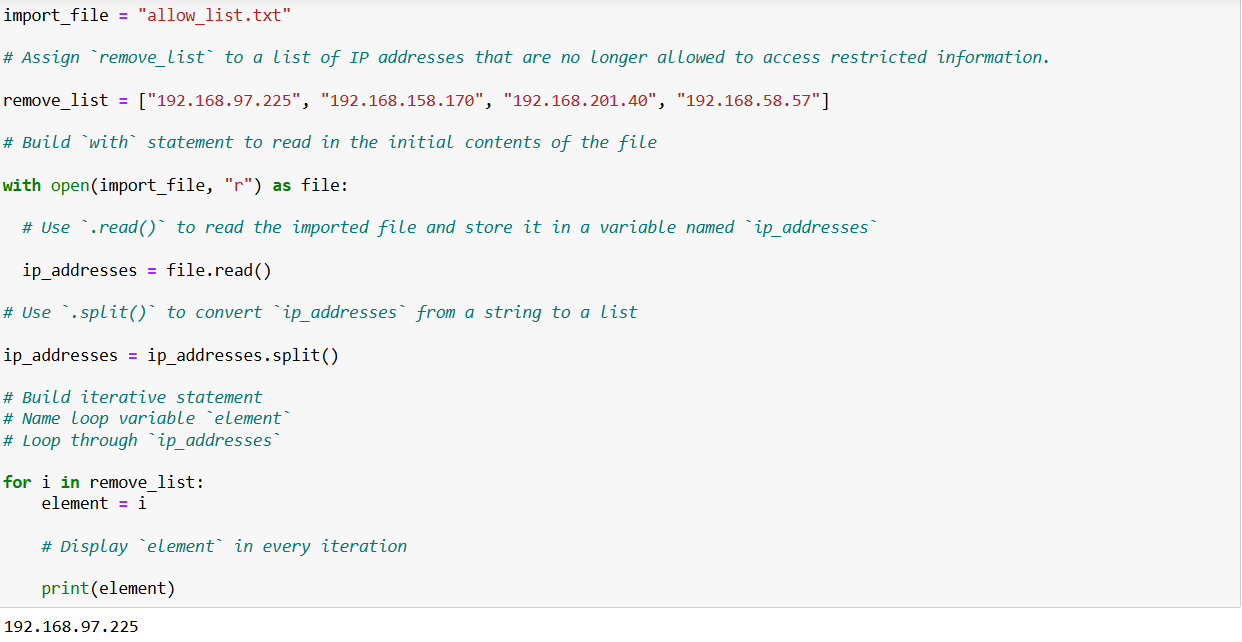 import_file = "allow_list.txt"
# Assign `remove_list` to a list of IP addresses that are no longer allowed to access restricted information.
remove_list = ["192.168.97.225", "192.168.158.170", "192.168.201.40", "192.168.58.57"]
# Build `with` statement to read in the initial contents of the file
with open(import_file, "r") as file:
  # Use `.read()` to read the imported file and store it in a variable named `ip_addresses`
  ip_addresses = file.read()
# Use `.split()` to convert `ip_addresses` from a string to a list
ip_addresses = ip_addresses.split()
# Build iterative statement
# Name loop variable `element`
# Loop through `ip_addresses`
for i in remove_list:
    element = i
    # Display `element` in every iteration
    print(element)
192.168.97.225